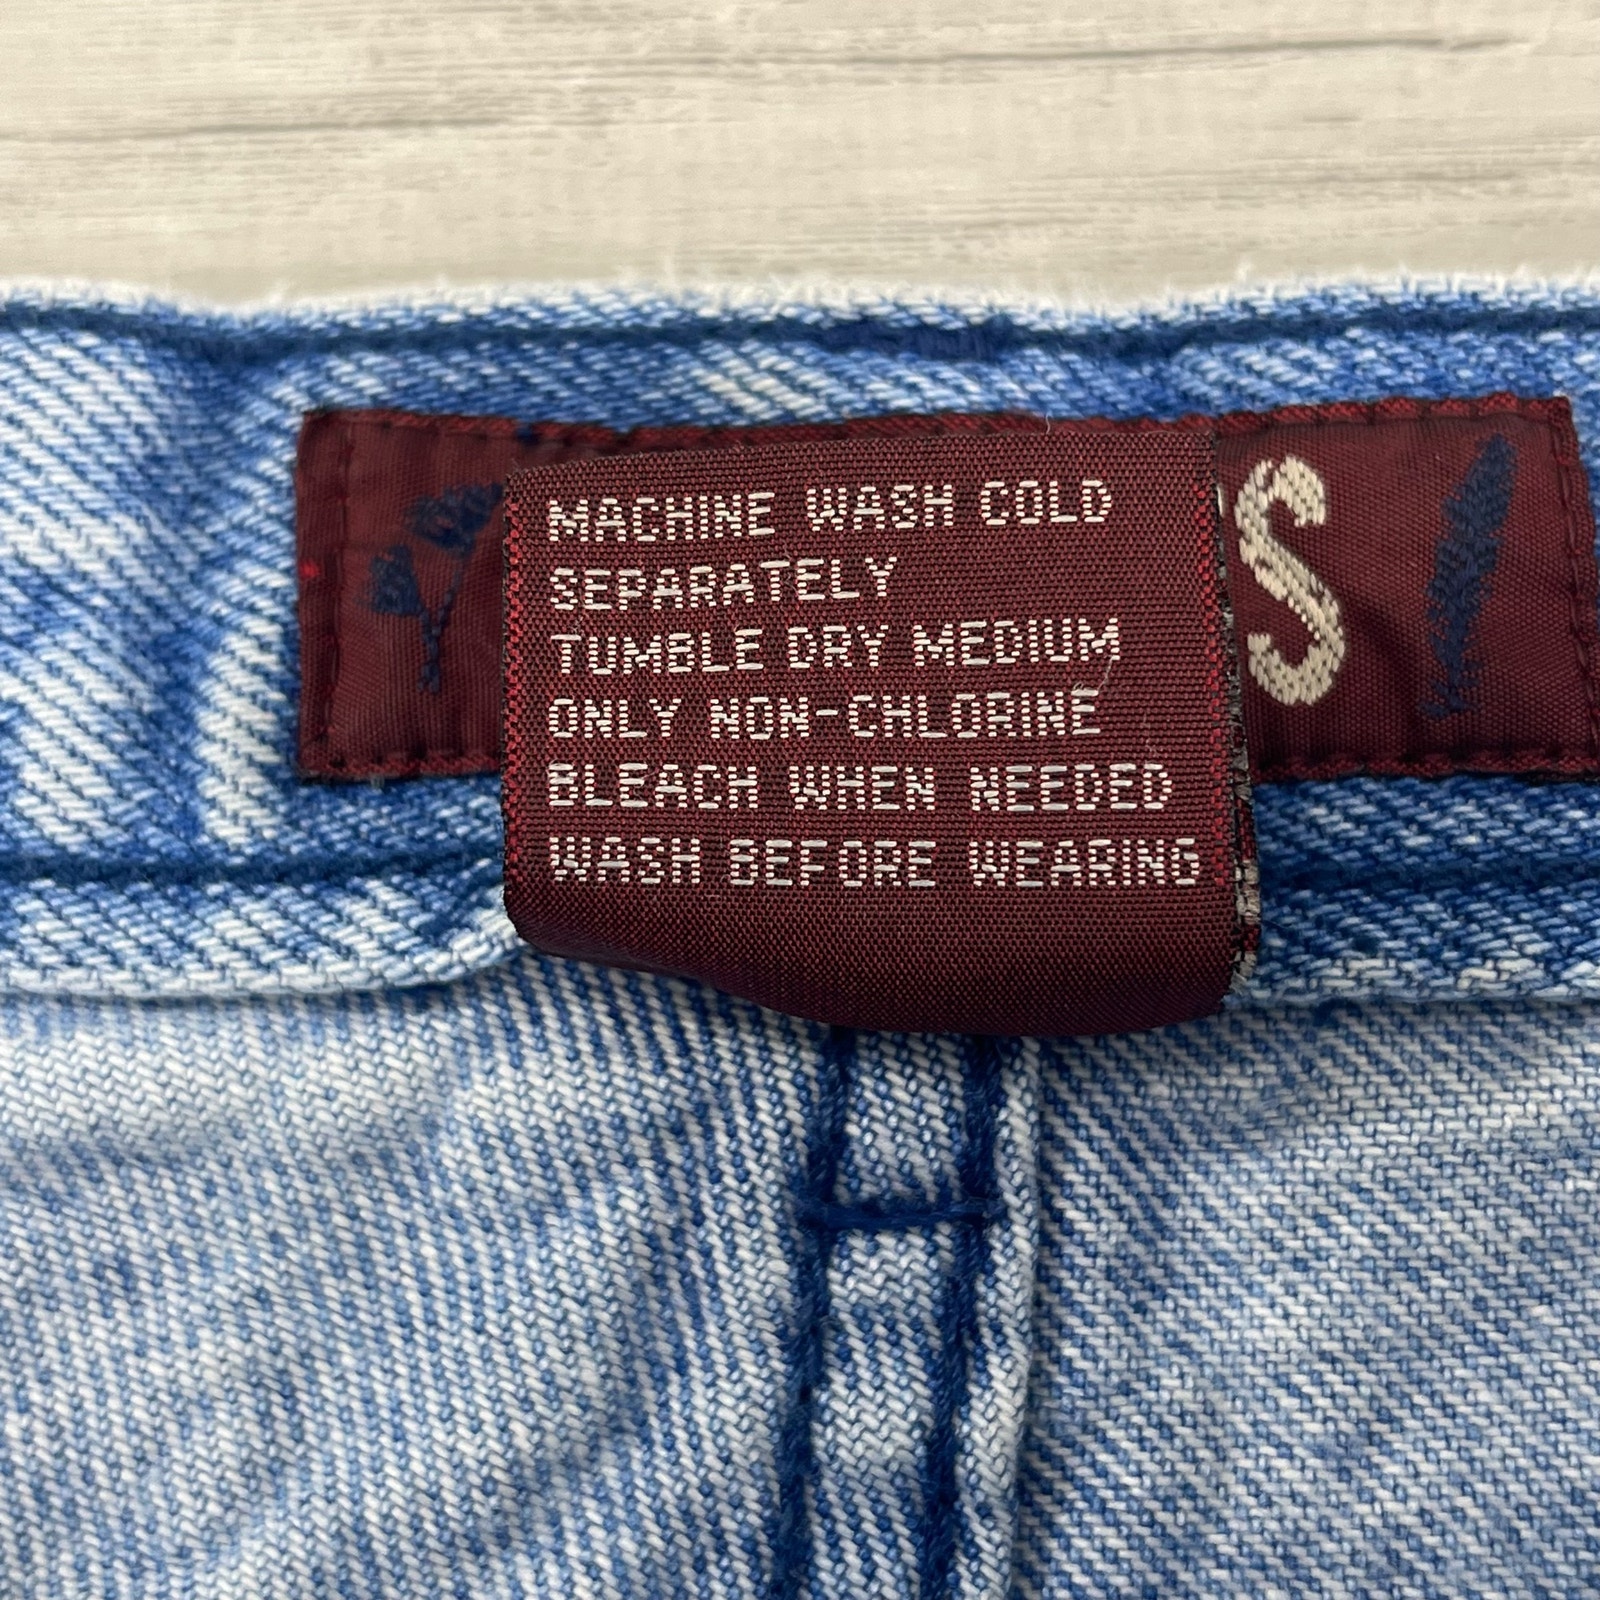 MACHINE WASH COLD
SEPARATELY
TUMBLE DRY MEDIUM
ONLY NON-CHLORINE
BLEACH WHEN NEEDED
WASH BEFORE WEARING
S